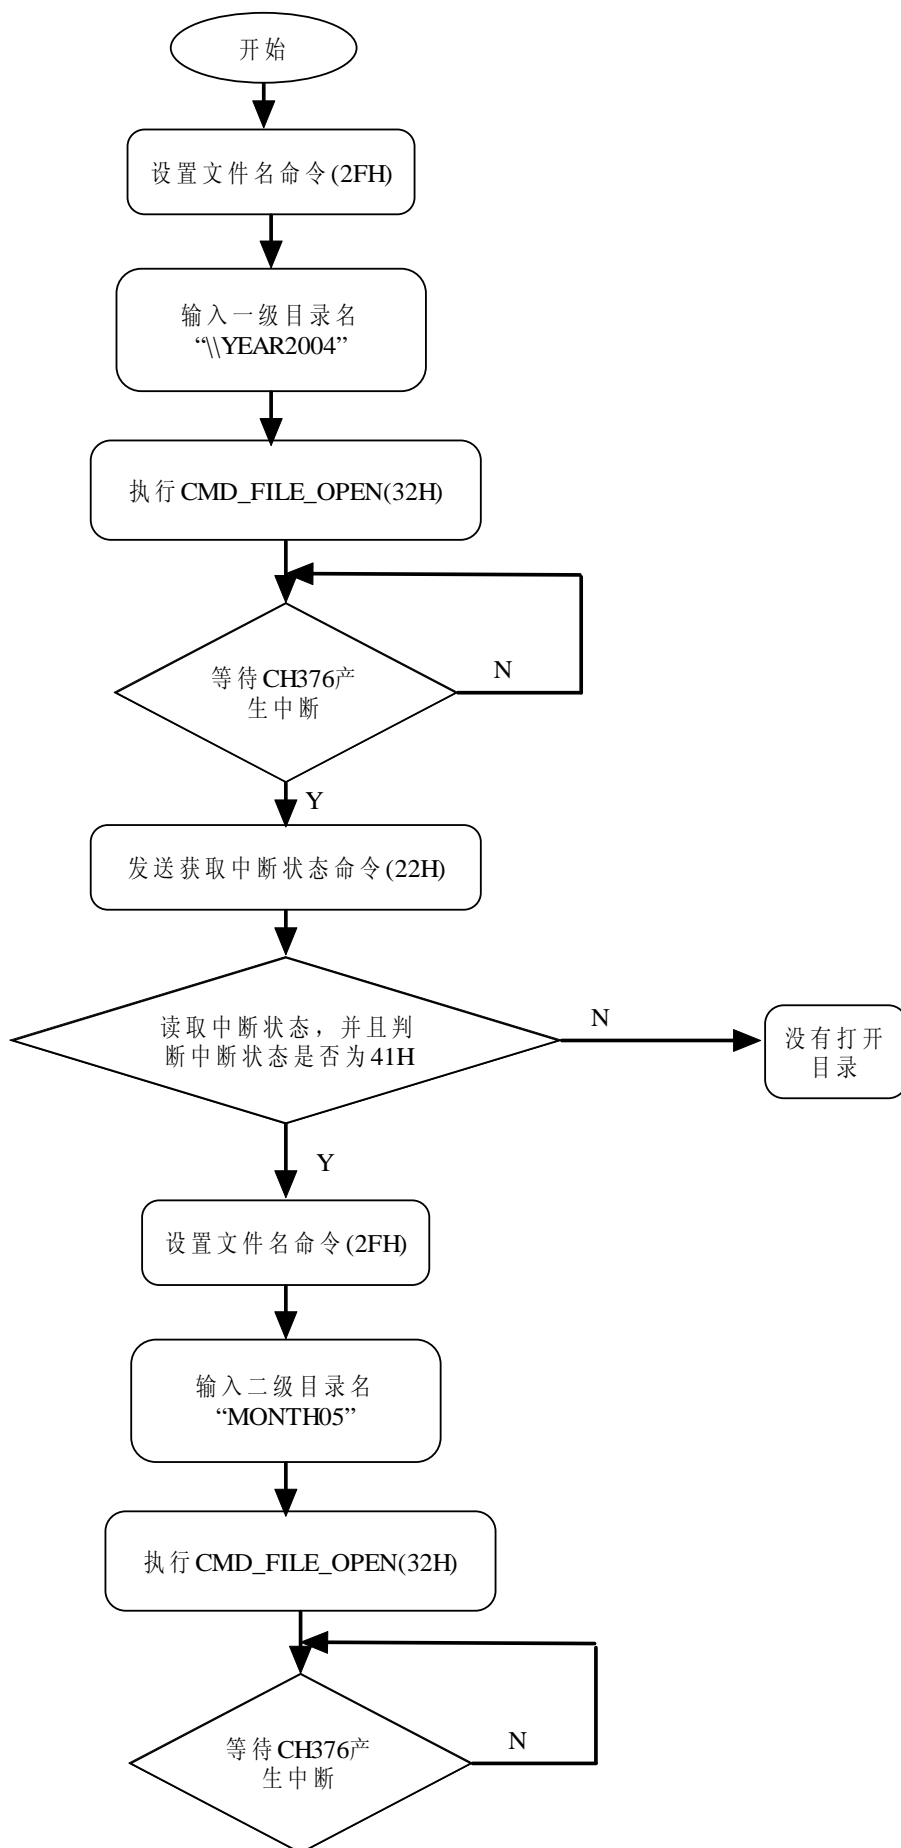 开始
设置文件名命令(2FH)
输入一级目录名
“\\YEAR2004”
执行CMD_FILE_OPEN(32H)
等待CH376产
生中断
N
Y
发送获取中断状态命令(22H)
读取中断状态，并且判
断中断状态是否为41H
N
没有打开
目录
Y
设置文件名命令(2FH)
输入二级目录名
“MONTH05”
执行CMD_FILE_OPEN(32H)
等待CH376产
生中断
N